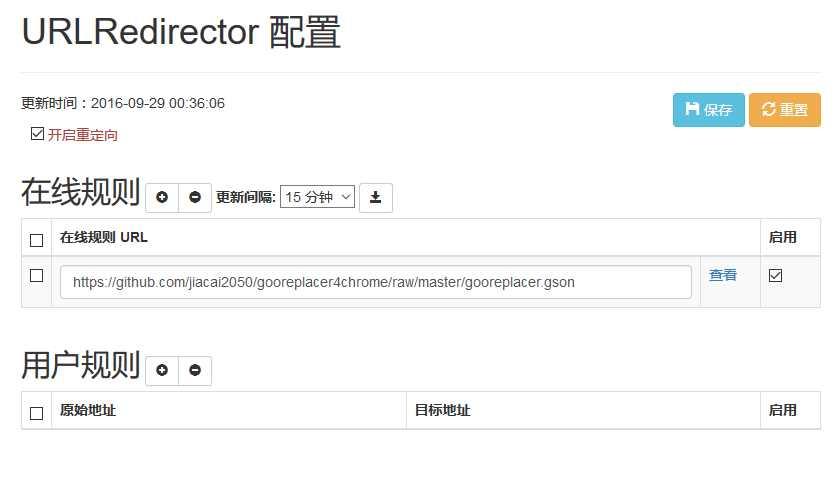 URLRedirector 配置
更新时间：2016-09-29 00:36:06
保存 重置
开启重定向
在线规则 更新间隔: 15 分钟
在线规则 URL 启用
https://github.com/jiacai2050/gooreplacer4chrome/raw/master/gooreplacer.gson 查看
用户规则
原始地址 目标地址 启用